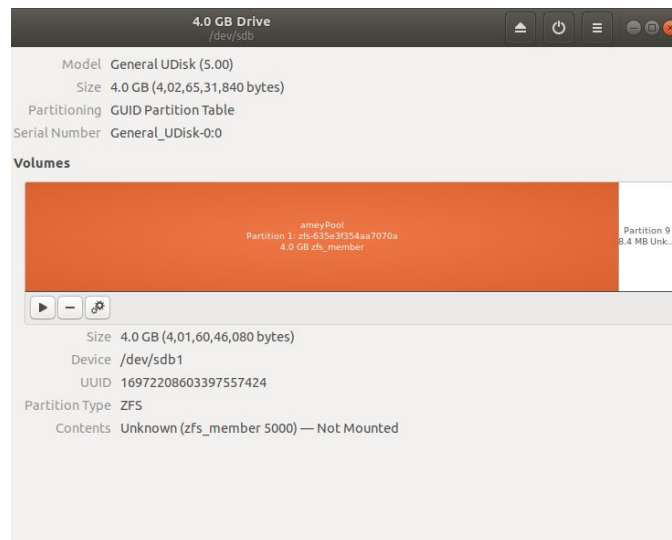 4.0 GB Drive
/dev/sdb
Model General UDisk (5.00)
Size 4.0 GB (4,02,65,31,840 bytes)
Partitioning GUID Partition Table
Serial Number General_UDisk-0:0
Volumes
ameyPool
Partition 1: zfs-635e3f354aa7070a
4.0 GB zfs_member
Partition 9
8.4 MB Unk...
Size 4.0 GB (4,01,60,46,080 bytes)
Device /dev/sdb1
UUID 16972208603397557424
Partition Type ZFS
Contents Unknown (zfs_member 5000) — Not Mounted